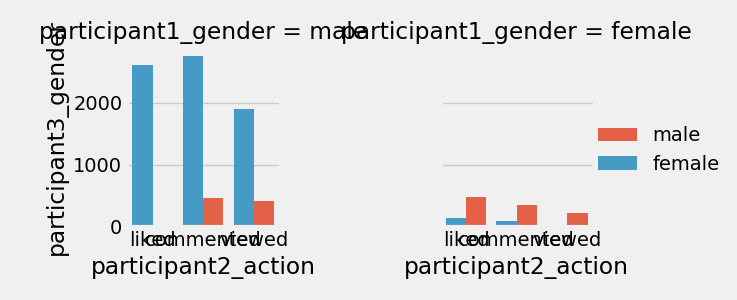 participant1_gender = male
participant1_gender = female
participant3_gender
2000
1000
0
liked
commented
viewed
liked
commented
viewed
participant2_action
participant2_action
male
female